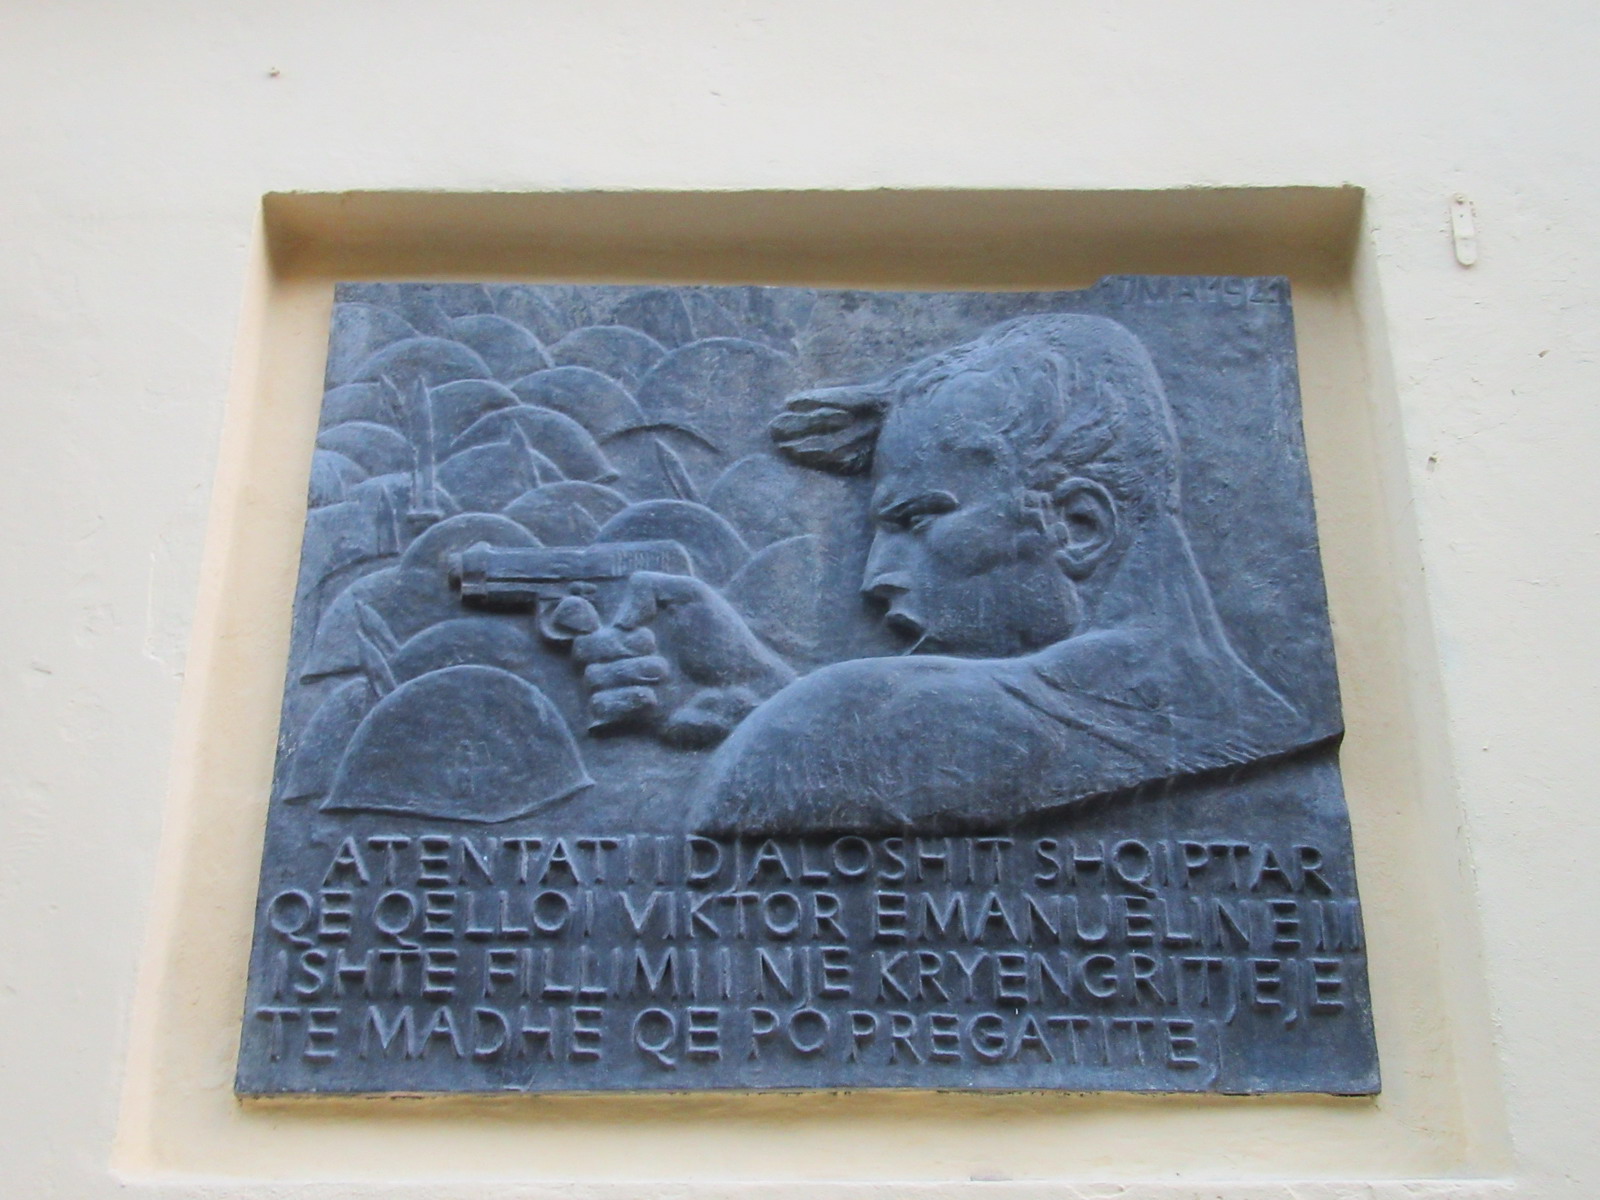 17 MAJ 1941
ATENTATI I DJALOSHIT SHQIPTAR
QE QELLOI VIKTOR EMANUELIN E III
ISHTE FILLIMI I NJE KRYENGRITJEJE
TE MADHE QE PO PREGATITEJ